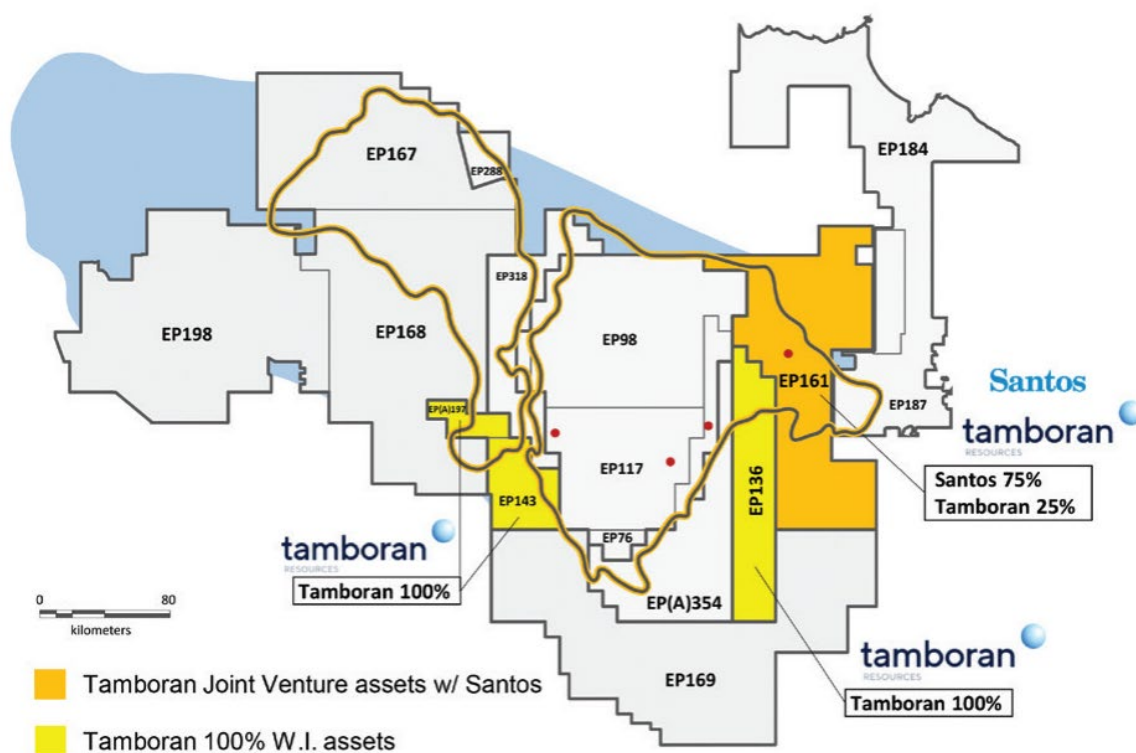 EP167
EP288
EP184
EP318
EP198
EP168
EP98
EP161
EP187
EP(A)197
Santos
tamboran
RESOURCES
Santos 75%
Tamboran 25%
EP117
EP136
EP143
EP76
tamboran
RESOURCES
Tamboran 100%
EP(A)354
0 80
kilometers
EP169
tamboran
RESOURCES
Tamboran 100%
Tamboran Joint Venture assets w/ Santos
Tamboran 100% W.I. assets